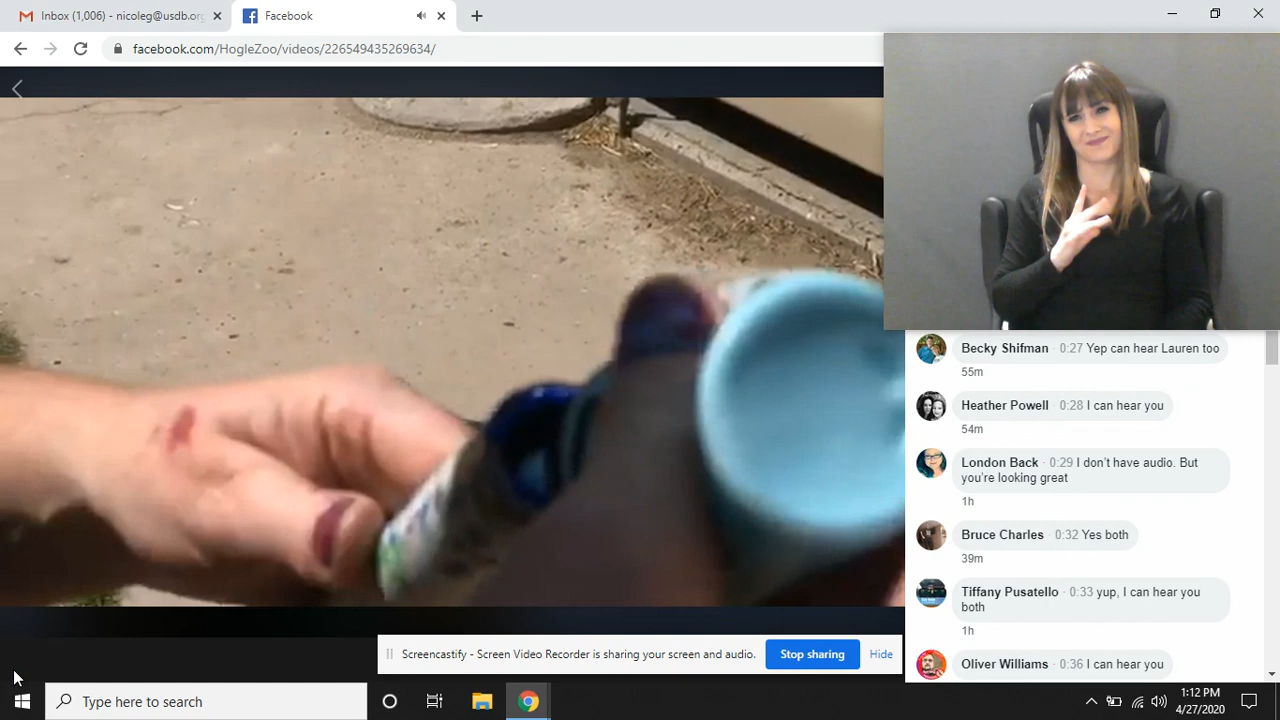 Inbox (1,006) - nicoleg@usdb.org
Facebook
facebook.com/HogleZoo/videos/226549435269634/
Becky Shifman · 0:27 Yep can hear Lauren too
55m
Heather Powell · 0:28 I can hear you
54m
London Back · 0:29 I don't have audio. But
you're looking great
1h
Bruce Charles · 0:32 Yes both
39m
Tiffany Pusatello · 0:33 yup, I can hear you
both
1h
Oliver Williams · 0:36 I can hear you
Screencastify - Screen Video Recorder is sharing your screen and audio.
Stop sharing
Hide
Type here to search
1:12 PM
4/27/2020